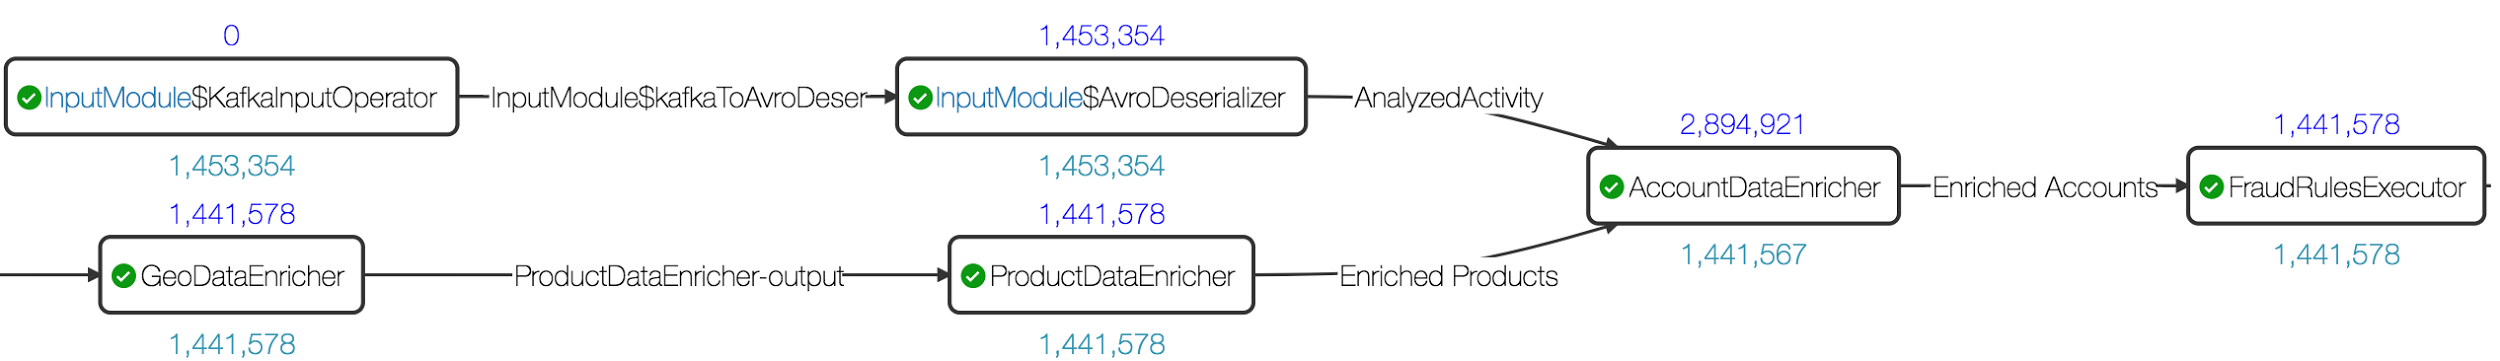 0
InputModule$KafkaInputOperator
1,453,354
InputModule$kafkaToAvroDeser
1,453,354
InputModule$AvroDeserializer
1,453,354
AnalyzedActivity
1,441,578
GeoDataEnricher
1,441,578
ProductDataEnricher-output
1,441,578
ProductDataEnricher
1,441,578
Enriched Products
2,894,921
AccountDataEnricher
1,441,567
Enriched Accounts
1,441,578
FraudRulesExecutor
1,441,578